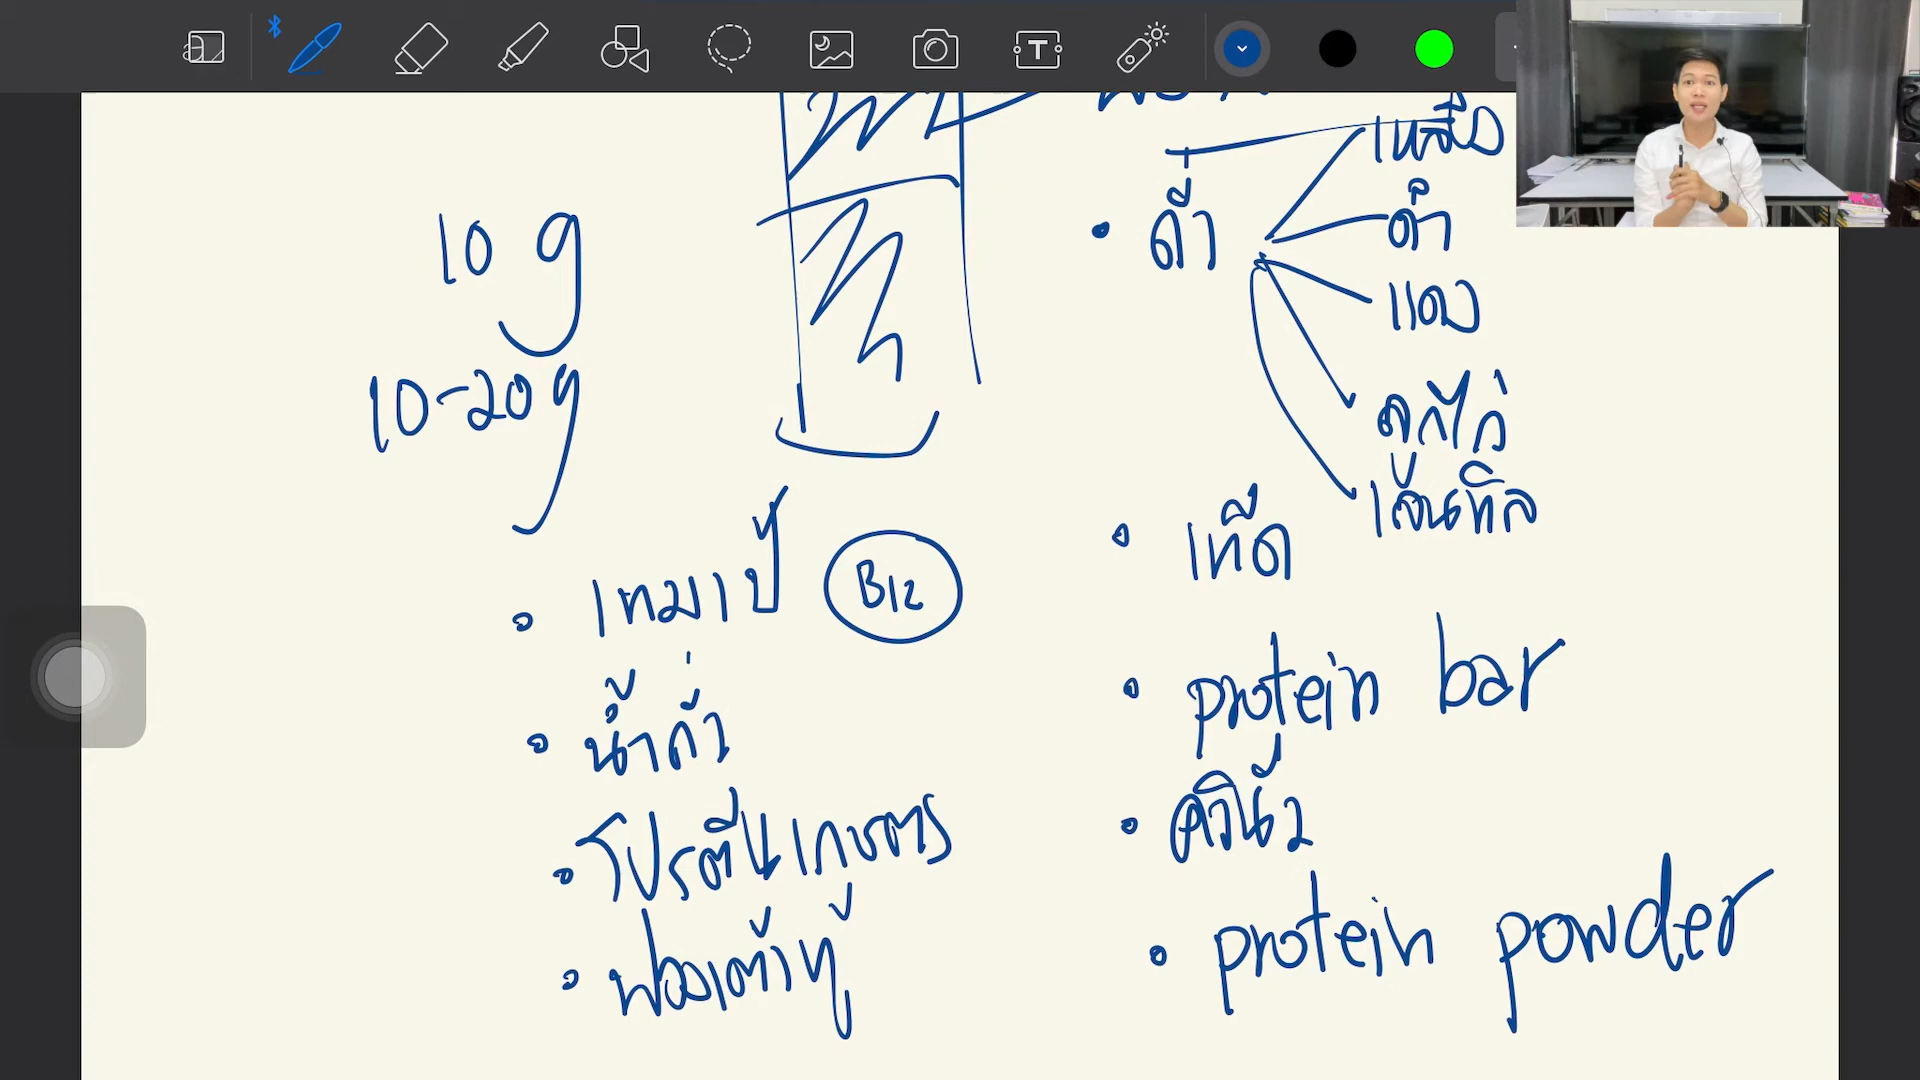 10 g
10-20g
• เทมเป้ B12
• น้ำถั่ว
• โปรตีนเกษตร
• ฟองเต้าหู้
• ถั่ว
เหลือง
ดำ
แดง
ลูกไก่
เล้นทิล
• เห็ด
• protein bar
• ควินัว
• protein powder